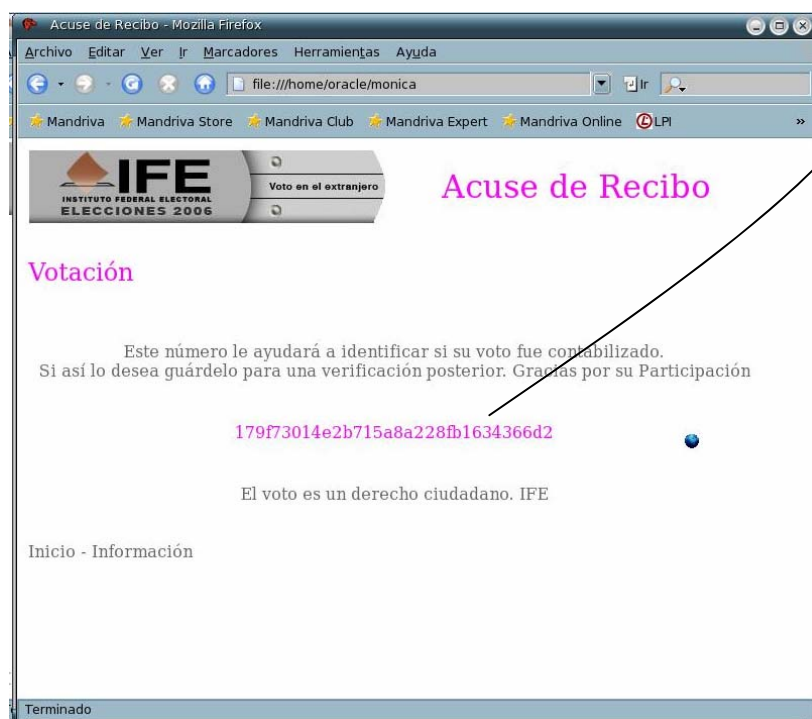 Acuse de Recibo - Mozilla Firefox
Archivo Editar Ver Ir Marcadores Herramientas Ayuda
file:///home/oracle/monica Ir
Mandriva Mandriva Store Mandriva Club Mandriva Expert Mandriva Online LPI »
IFE
INSTITUTO FEDERAL ELECTORAL
ELECCIONES 2006
Voto en el extranjero
Acuse de Recibo
Votación
Este número le ayudará a identificar si su voto fue contabilizado.
Si así lo desea guárdelo para una verificación posterior. Gracias por su Participación
179f73014e2b715a8a228fb1634366d2
El voto es un derecho ciudadano. IFE
Inicio - Información
Terminado